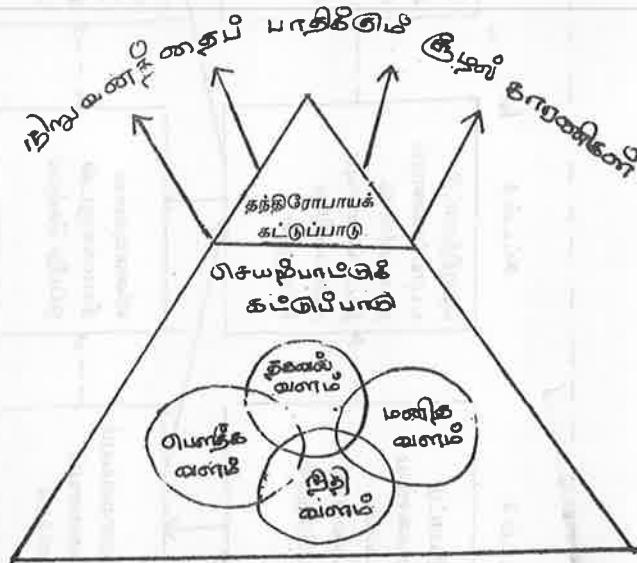 நிறுவனத்தைப் பாதிக்கும் சூழல் காரணிகள்
தந்திரோபாயக்
கட்டுப்பாடு
செயற்பாட்டுக்
கட்டுப்பாடு
தகவல்
வளம்
பௌதீக
வளம்
மனித
வளம்
நிதி
வளம்